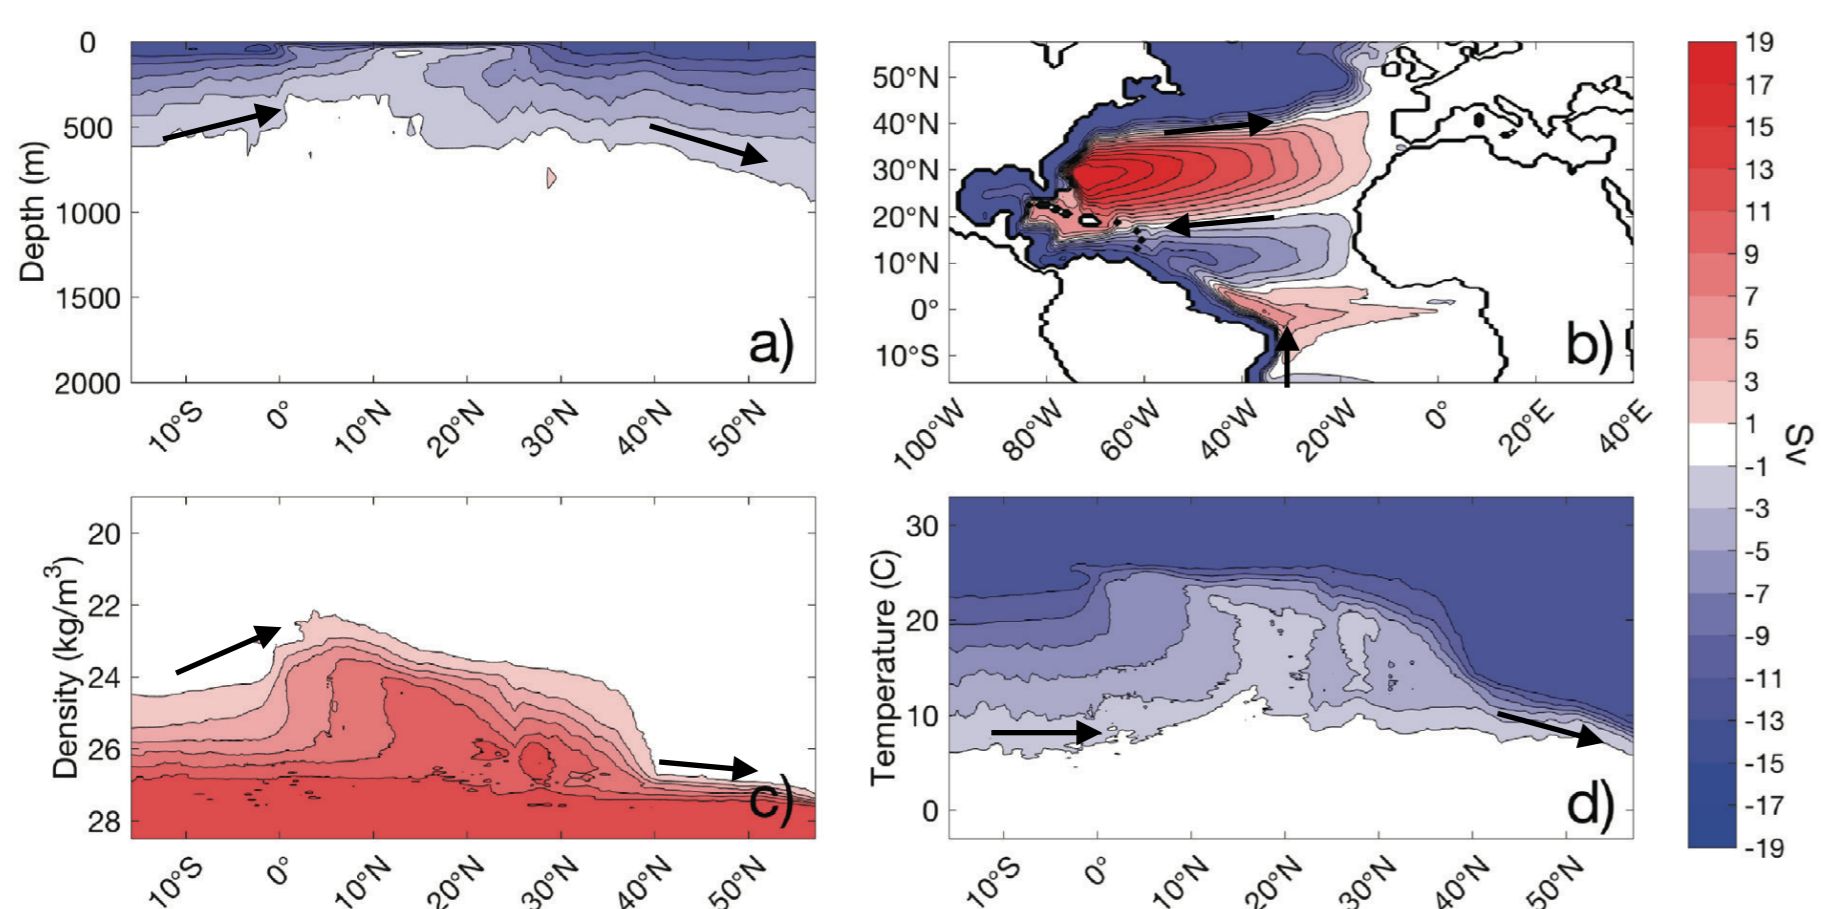 0
500
1000
1500
2000
Depth (m)
a)
10°S
0°
10°N
20°N
30°N
40°N
50°N
50°N
40°N
30°N
20°N
10°N
0°
10°S
b)
100°W
80°W
60°W
40°W
20°W
0°
20°E
40°E
19
17
15
13
11
9
7
5
3
1
-1
-3
-5
-7
-9
-11
-13
-15
-17
-19
Sv
20
22
24
26
28
Density (kg/m³)
c)
10°S
0°
10°N
20°N
30°N
40°N
50°N
30
20
10
0
Temperature (C)
d)
10°S
0°
10°N
20°N
30°N
40°N
50°N